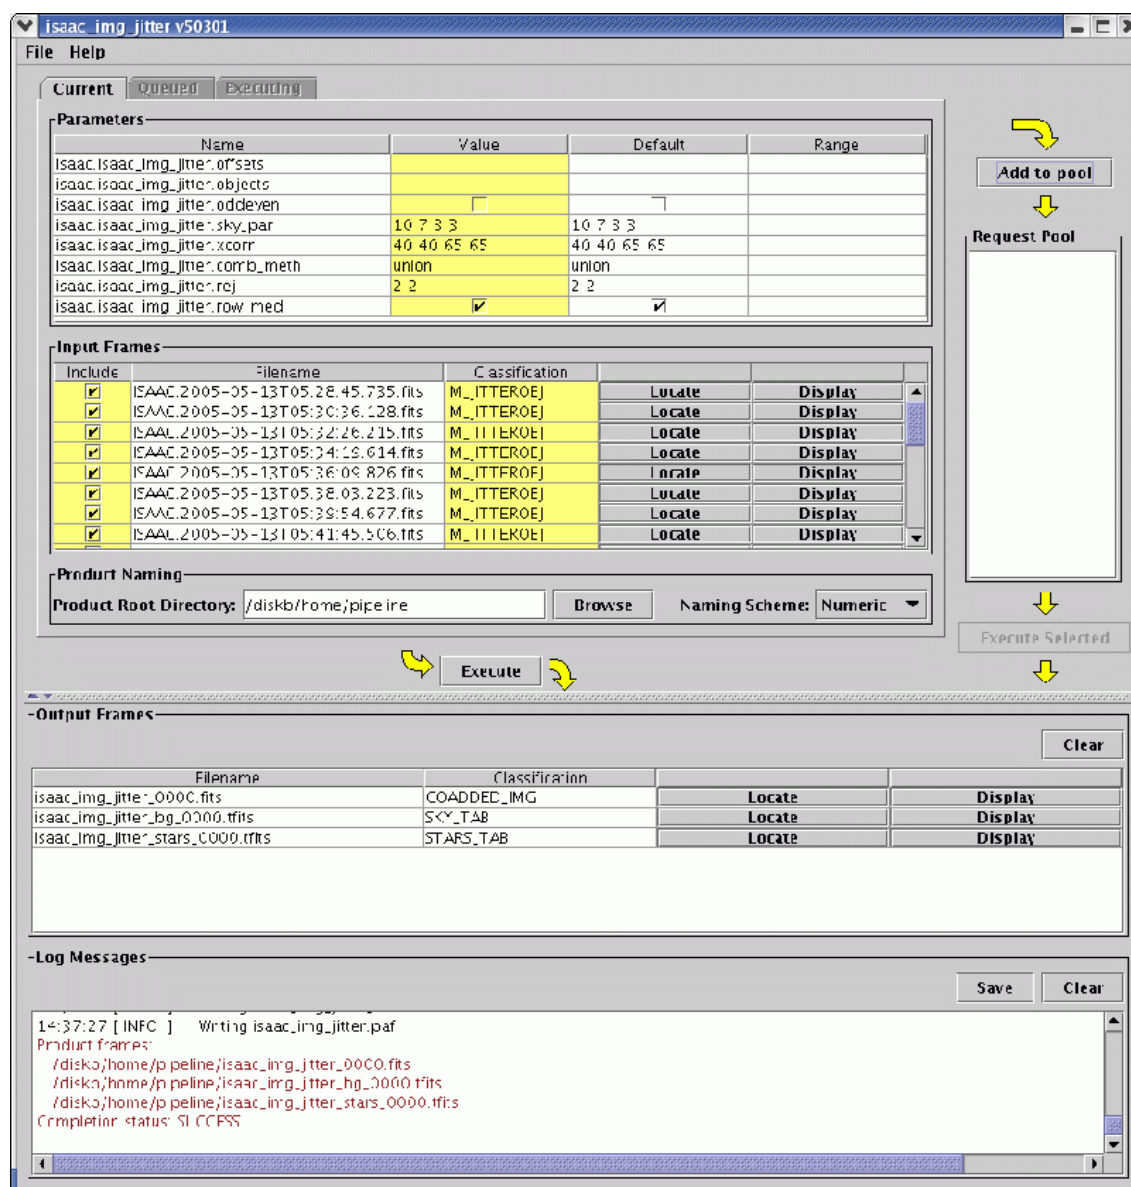 isaac_img_jitter v50301
File Help
Current Queued Executing
Parameters
Name Value Default Range
isaac.isaac_img_jitter.offsets
isaac.isaac_img_jitter.objects
isaac.isaac_img_jitter.oddeven
isaac.isaac_img_jitter.sky_par 10 7 3 3 10 7 3 3
isaac.isaac_img_jitter.xcorr 40 40 65 65 40 40 65 65
isaac.isaac_img_jitter.comb_meth union union
isaac.isaac_img_jitter.rej 2 2 2 2
isaac.isaac_img_jitter.row_med
Add to pool
Request Pool
Input Frames
Include Filename Classification
ISAAC.2005-05-13T05:28:45.735.fits Locate Display
ISAAC.2005-05-13T05:30:36.128.fits Locate Display
ISAAC.2005-05-13T05:32:26.215.fits Locate Display
ISAAC.2005-05-13T05:34:19.614.fits Locate Display
ISAAC.2005-05-13T05:36:09.826.fits Locate Display
ISAAC.2005-05-13T05:38:03.223.fits Locate Display
ISAAC.2005-05-13T05:39:54.677.fits Locate Display
ISAAC.2005-05-13T05:41:45.506.fits Locate Display
Product Naming
Product Root Directory: /diskb/home/pipeline Browse Naming Scheme: Numeric
Execute Selected
Execute
Output Frames
Clear
Filename Classification
isaac_img_jitter_0000.fits COADDED_IMG Locate Display
isaac_img_jitter_bg_0000.tfits SKY_TAB Locate Display
isaac_img_jitter_stars_0000.tfits STARS_TAB Locate Display
Log Messages
Save Clear
14:37:27 [ INFO ] Writing isaac_img_jitter.paf
Product frames:
/diskb/home/pipeline/isaac_img_jitter_0000.fits
/diskb/home/pipeline/isaac_img_jitter_bg_0000.tfits
/diskb/home/pipeline/isaac_img_jitter_stars_0000.tfits
Completion status: SUCCESS